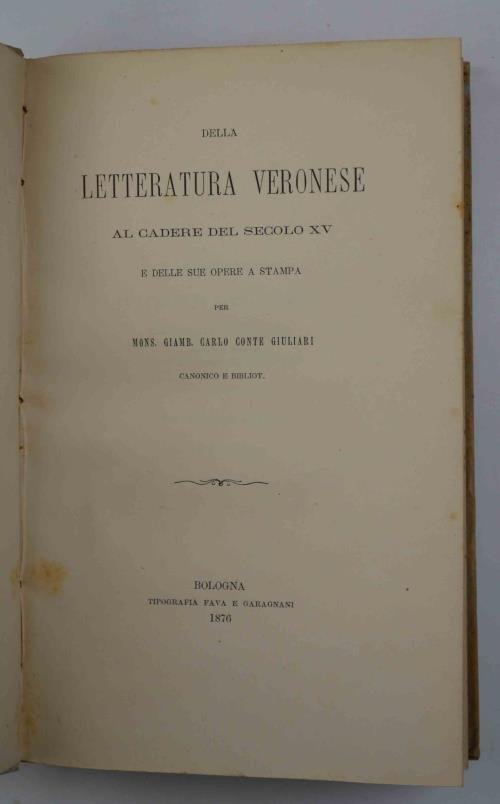 DELLA
LETTERATURA VERONESE
AL CADERE DEL SECOLO XV
E DELLE SUE OPERE A STAMPA
PER
MONS. GIAMB. CARLO CONTE GIULIARI
CANONICO E BIBLIOT.
BOLOGNA
TIPOGRAFIA FAVA E GARAGNANI
1876